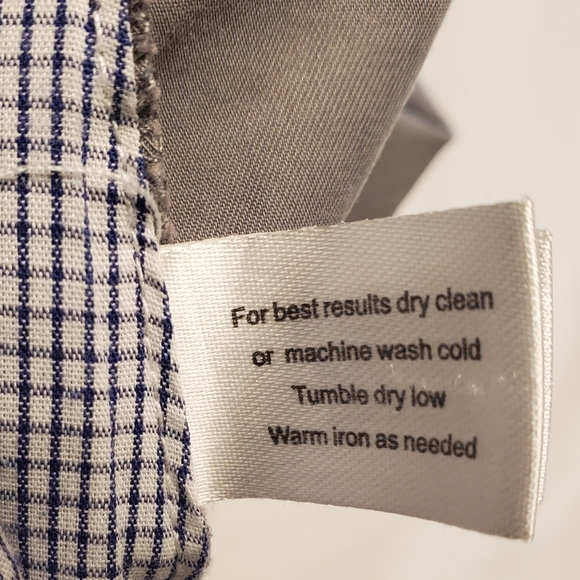 For best results dry clean
or machine wash cold
Tumble dry low
Warm iron as needed